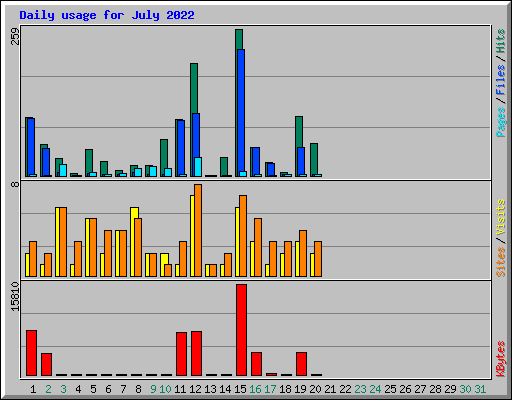 Daily usage for July 2022
259
8
15810
Pages / Files / Hits
Sites / Visits
KBytes
1 2 3 4 5 6 7 8 9 10 11 12 13 14 15 16 17 18 19 20 21 22 23 24 25 26 27 28 29 30 31